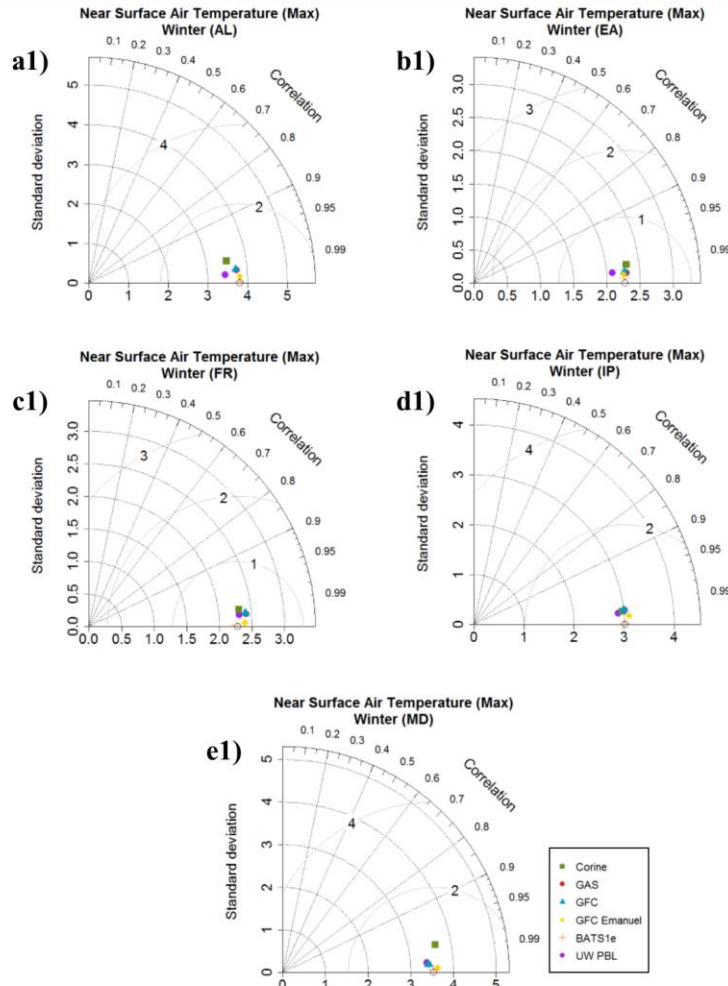 Near Surface Air Temperature (Max)
Winter (AL)
a1)
Standard deviation
0 1 2 3 4 5
0 1 2 3 4 5
0.1 0.2 0.3 0.4 0.5 0.6 0.7 0.8 0.9 0.95 0.99
Correlation
4
2
Near Surface Air Temperature (Max)
Winter (EA)
b1)
Standard deviation
0.0 0.5 1.0 1.5 2.0 2.5 3.0
0.0 0.5 1.0 1.5 2.0 2.5 3.0
0.1 0.2 0.3 0.4 0.5 0.6 0.7 0.8 0.9 0.95 0.99
Correlation
3
2
1
Near Surface Air Temperature (Max)
Winter (FR)
c1)
Standard deviation
0.0 0.5 1.0 1.5 2.0 2.5 3.0
0.0 0.5 1.0 1.5 2.0 2.5 3.0
0.1 0.2 0.3 0.4 0.5 0.6 0.7 0.8 0.9 0.95 0.99
Correlation
3
2
1
Near Surface Air Temperature (Max)
Winter (IP)
d1)
Standard deviation
0 1 2 3 4
0 1 2 3 4
0.1 0.2 0.3 0.4 0.5 0.6 0.7 0.8 0.9 0.95 0.99
Correlation
4
2
Near Surface Air Temperature (Max)
Winter (MD)
e1)
Standard deviation
0 1 2 3 4 5
0 1 2 3 4 5
0.1 0.2 0.3 0.4 0.5 0.6 0.7 0.8 0.9 0.95 0.99
Correlation
4
2
Corine
GAS
GFC
GFC Emanuel
BATS1e
UW PBL